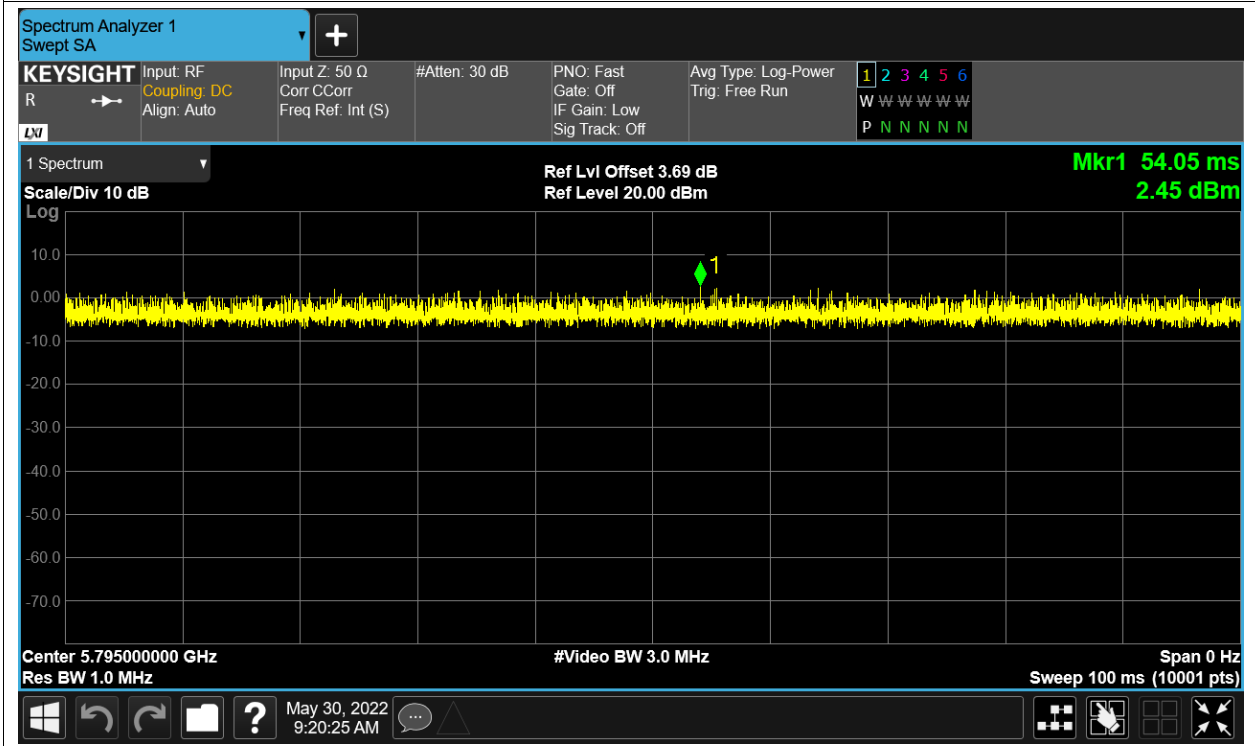 Spectrum Analyzer 1
Swept SA
KEYSIGHT
R
LXI
Input: RF
Coupling: DC
Align: Auto
Input Z: 50 Ω
Corr CCorr
Freq Ref: Int (S)
#Atten: 30 dB
PNO: Fast
Gate: Off
IF Gain: Low
Sig Track: Off
Avg Type: Log-Power
Trig: Free Run
1 2 3 4 5 6
W W W W W W
P N N N N N
1 Spectrum
Scale/Div 10 dB
Ref Lvl Offset 3.69 dB
Ref Level 20.00 dBm
Mkr1 54.05 ms
2.45 dBm
Log
10.0
0.00
-10.0
-20.0
-30.0
-40.0
-50.0
-60.0
-70.0
1
Center 5.795000000 GHz
Res BW 1.0 MHz
#Video BW 3.0 MHz
Span 0 Hz
Sweep 100 ms (10001 pts)
?
May 30, 2022
9:20:25 AM